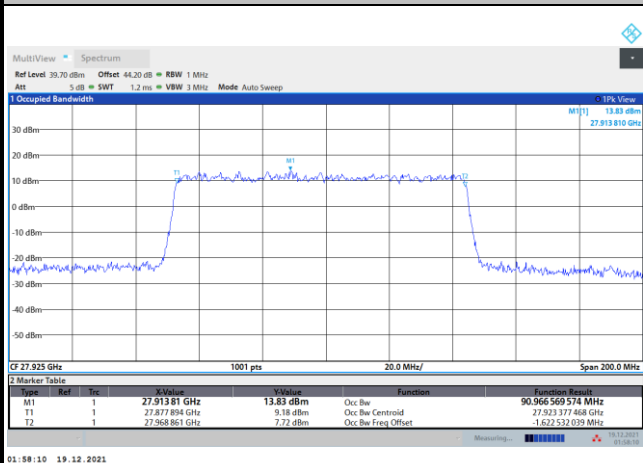 MultiView Spectrum
Ref Level 39.70 dBm Offset 44.20 dB RBW 1 MHz
Att 5 dB SWT 1.2 ms VBW 3 MHz Mode Auto Sweep
1 Occupied Bandwidth 1Pk View
M1[1] 13.83 dBm
27.913 810 GHz
30 dBm
20 dBm
M1
T1
T2
10 dBm
0 dBm
-10 dBm
-20 dBm
-30 dBm
-40 dBm
-50 dBm
CF 27.925 GHz 1001 pts 20.0 MHz/ Span 200.0 MHz
2 Marker Table
Type Ref Trc X-Value Y-Value Function Function Result
M1 1 27.913 81 GHz 13.83 dBm Occ Bw 90.966 569 574 MHz
T1 1 27.877 894 GHz 9.18 dBm Occ Bw Centroid 27.923 377 468 GHz
T2 1 27.968 861 GHz 7.72 dBm Occ Bw Freq Offset -1.622 532 039 MHz
Measuring... 19.12.2021
01:58:10
01:58:10 19.12.2021